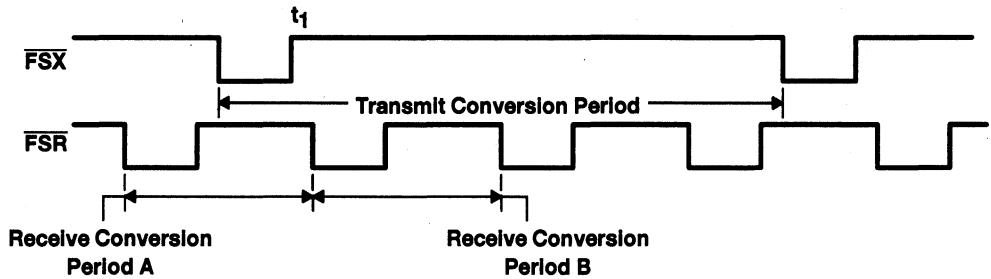 t1
FSX
Transmit Conversion Period
FSR
Receive Conversion
Period A
Receive Conversion
Period B